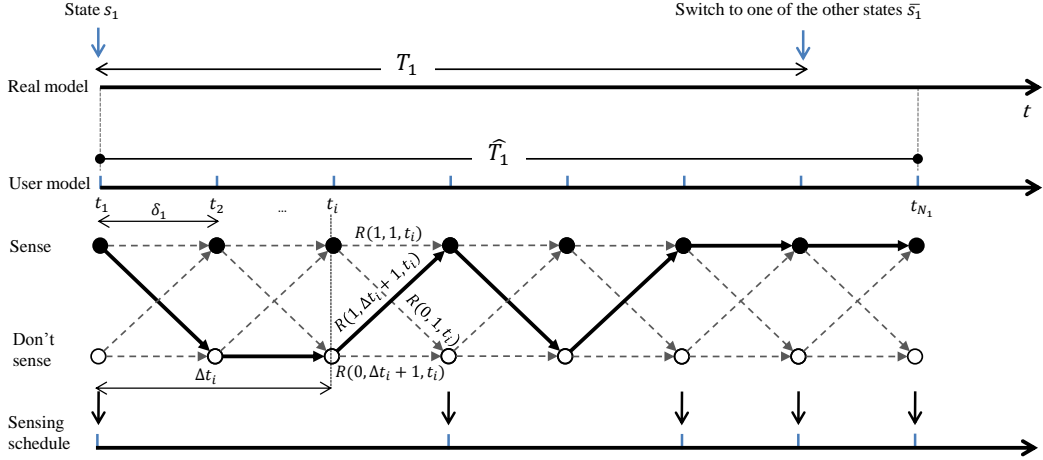 State s₁
Switch to one of the other states s̄₁
T₁
Real model
t
T̂₁
User model
t₁
δ₁
t₂
...
tᵢ
t_{N₁}
Sense
R(1, 1, tᵢ)
R(1, Δtᵢ + 1, tᵢ)
R(0, 1, tᵢ)
Don't
sense
Δtᵢ
R(0, Δtᵢ + 1, tᵢ)
Sensing
schedule